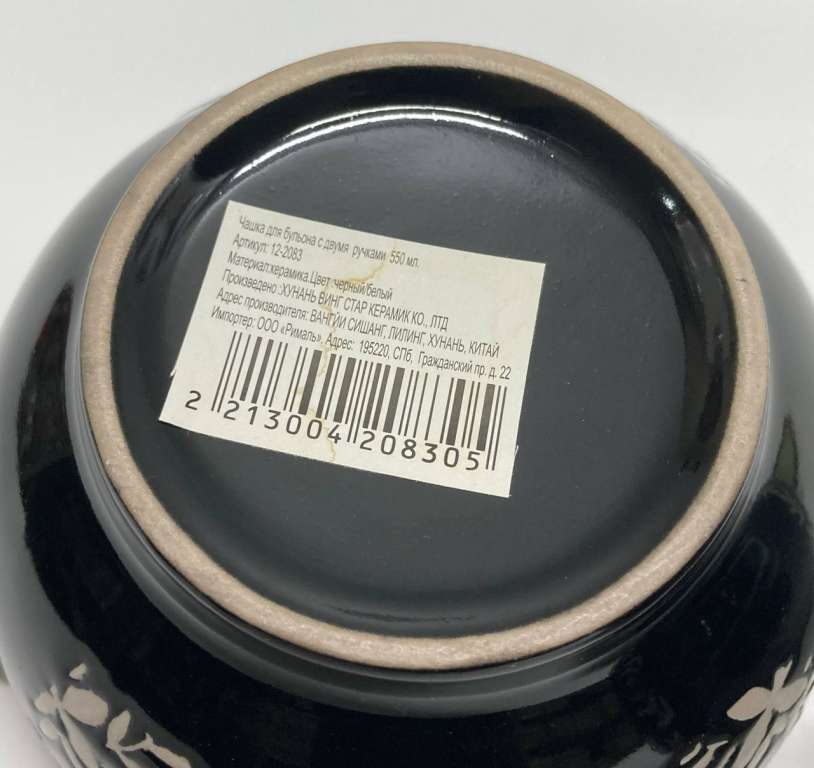 Чашка для бульона с двумя ручками 550 мл.
Артикул: 12-2083
Материал:керамика.Цвет :черный/белый
Произведено :ХУНАНЬ ВИНГ СТАР КЕРАМИК КО., ЛТД
Адрес производителя: ВАНГЙИ СИШАНГ, ЛИЛИНГ, ХУНАНЬ, КИТАЙ
Импортер: ООО «Рималь». Адрес: 195220, СПб, Гражданский пр. д. 22
2 213004 208305